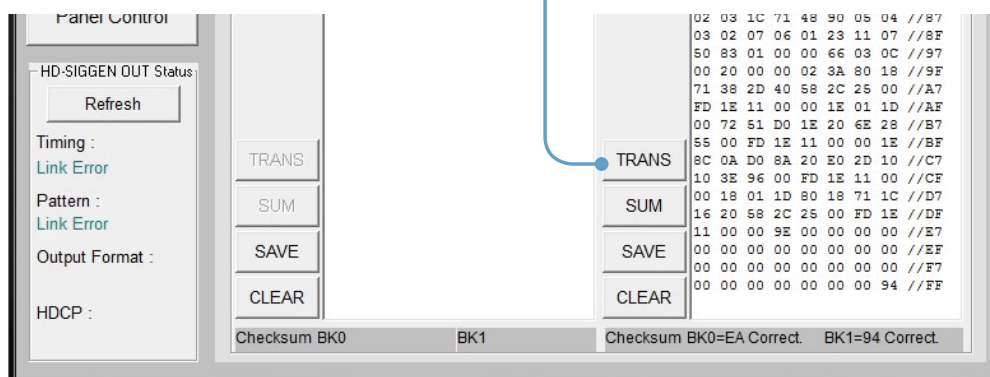 Panel Control
HD-SIGGEN OUT Status
Refresh
Timing :
Link Error
Pattern :
Link Error
Output Format :
HDCP :
TRANS
SUM
SAVE
CLEAR
Checksum BK0 BK1
TRANS
SUM
SAVE
CLEAR
02 03 1C 71 48 90 05 04 //87
03 02 07 06 01 23 11 07 //8F
50 83 01 00 00 66 03 0C //97
00 20 00 00 02 3A 80 18 //9F
71 38 2D 40 58 2C 25 00 //A7
FD 1E 11 00 00 1E 01 1D //AF
00 72 51 D0 1E 20 6E 28 //B7
55 00 FD 1E 11 00 00 1E //BF
8C 0A D0 8A 20 E0 2D 10 //C7
10 3E 96 00 FD 1E 11 00 //CF
00 18 01 1D 80 18 71 1C //D7
16 20 58 2C 25 00 FD 1E //DF
11 00 00 9E 00 00 00 00 //E7
00 00 00 00 00 00 00 00 //EF
00 00 00 00 00 00 00 00 //F7
00 00 00 00 00 00 00 94 //FF
Checksum BK0=EA Correct. BK1=94 Correct.